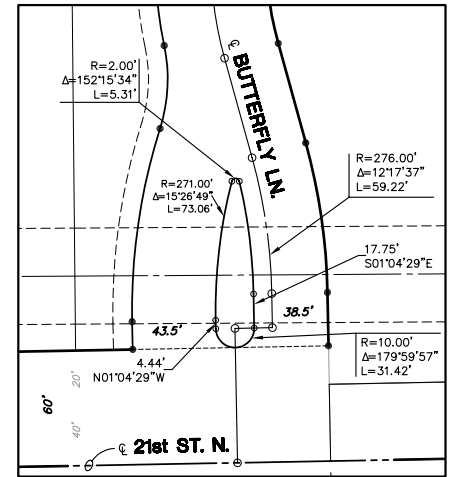 R=2.00'
Δ=152°15'34"
L=5.31'
℄ BUTTERFLY LN.
R=276.00'
Δ=12°17'37"
L=59.22'
R=271.00'
Δ=15°26'49"
L=73.06'
17.75'
S01°04'29"E
43.5'
38.5'
4.44'
N01°04'29"W
R=10.00'
Δ=179°59'57"
L=31.42'
60'
20'
40'
℄ 21st ST. N.